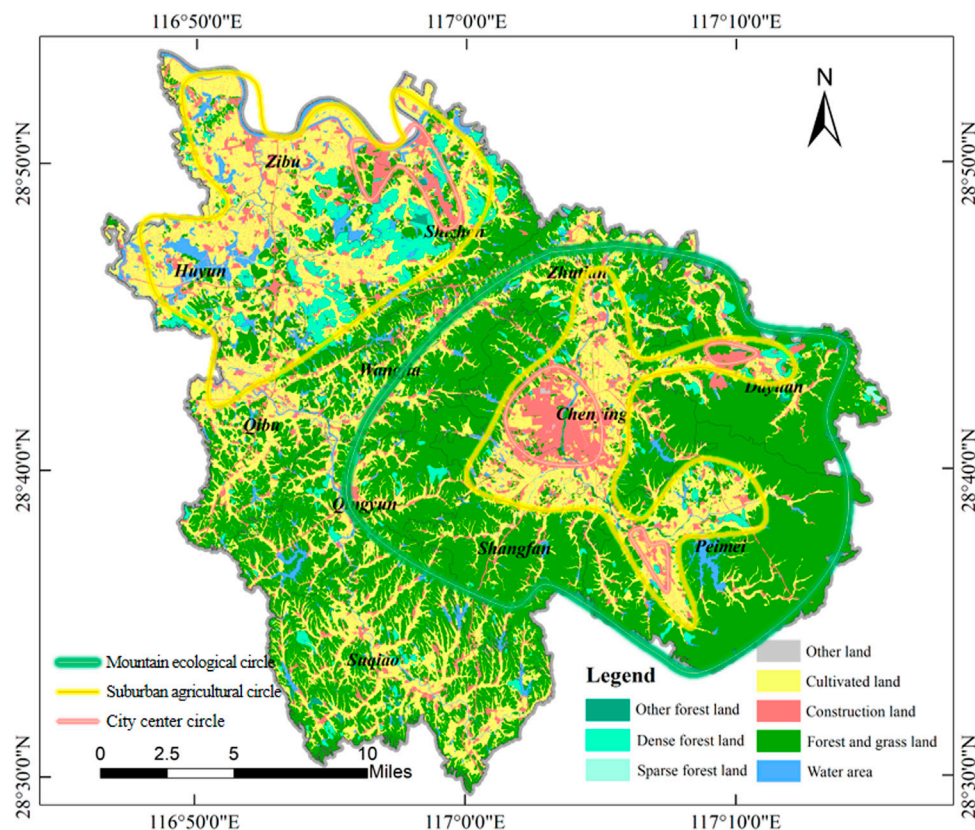 116°50'0"E
117°0'0"E
117°10'0"E
N
28°50'0"N
28°50'0"N
Zibu
Shizhen
Huyun
Zhutian
Dayuan
Chenying
Qibu
28°40'0"N
28°40'0"N
Qingyun
Shangfan
Peimei
Suqiao
Mountain ecological circle
Suburban agricultural circle
City center circle
0 2.5 5 10
Miles
Legend
Other forest land
Dense forest land
Sparse forest land
Other land
Cultivated land
Construction land
Forest and grass land
Water area
28°30'0"N
28°30'0"N
116°50'0"E
117°0'0"E
117°10'0"E